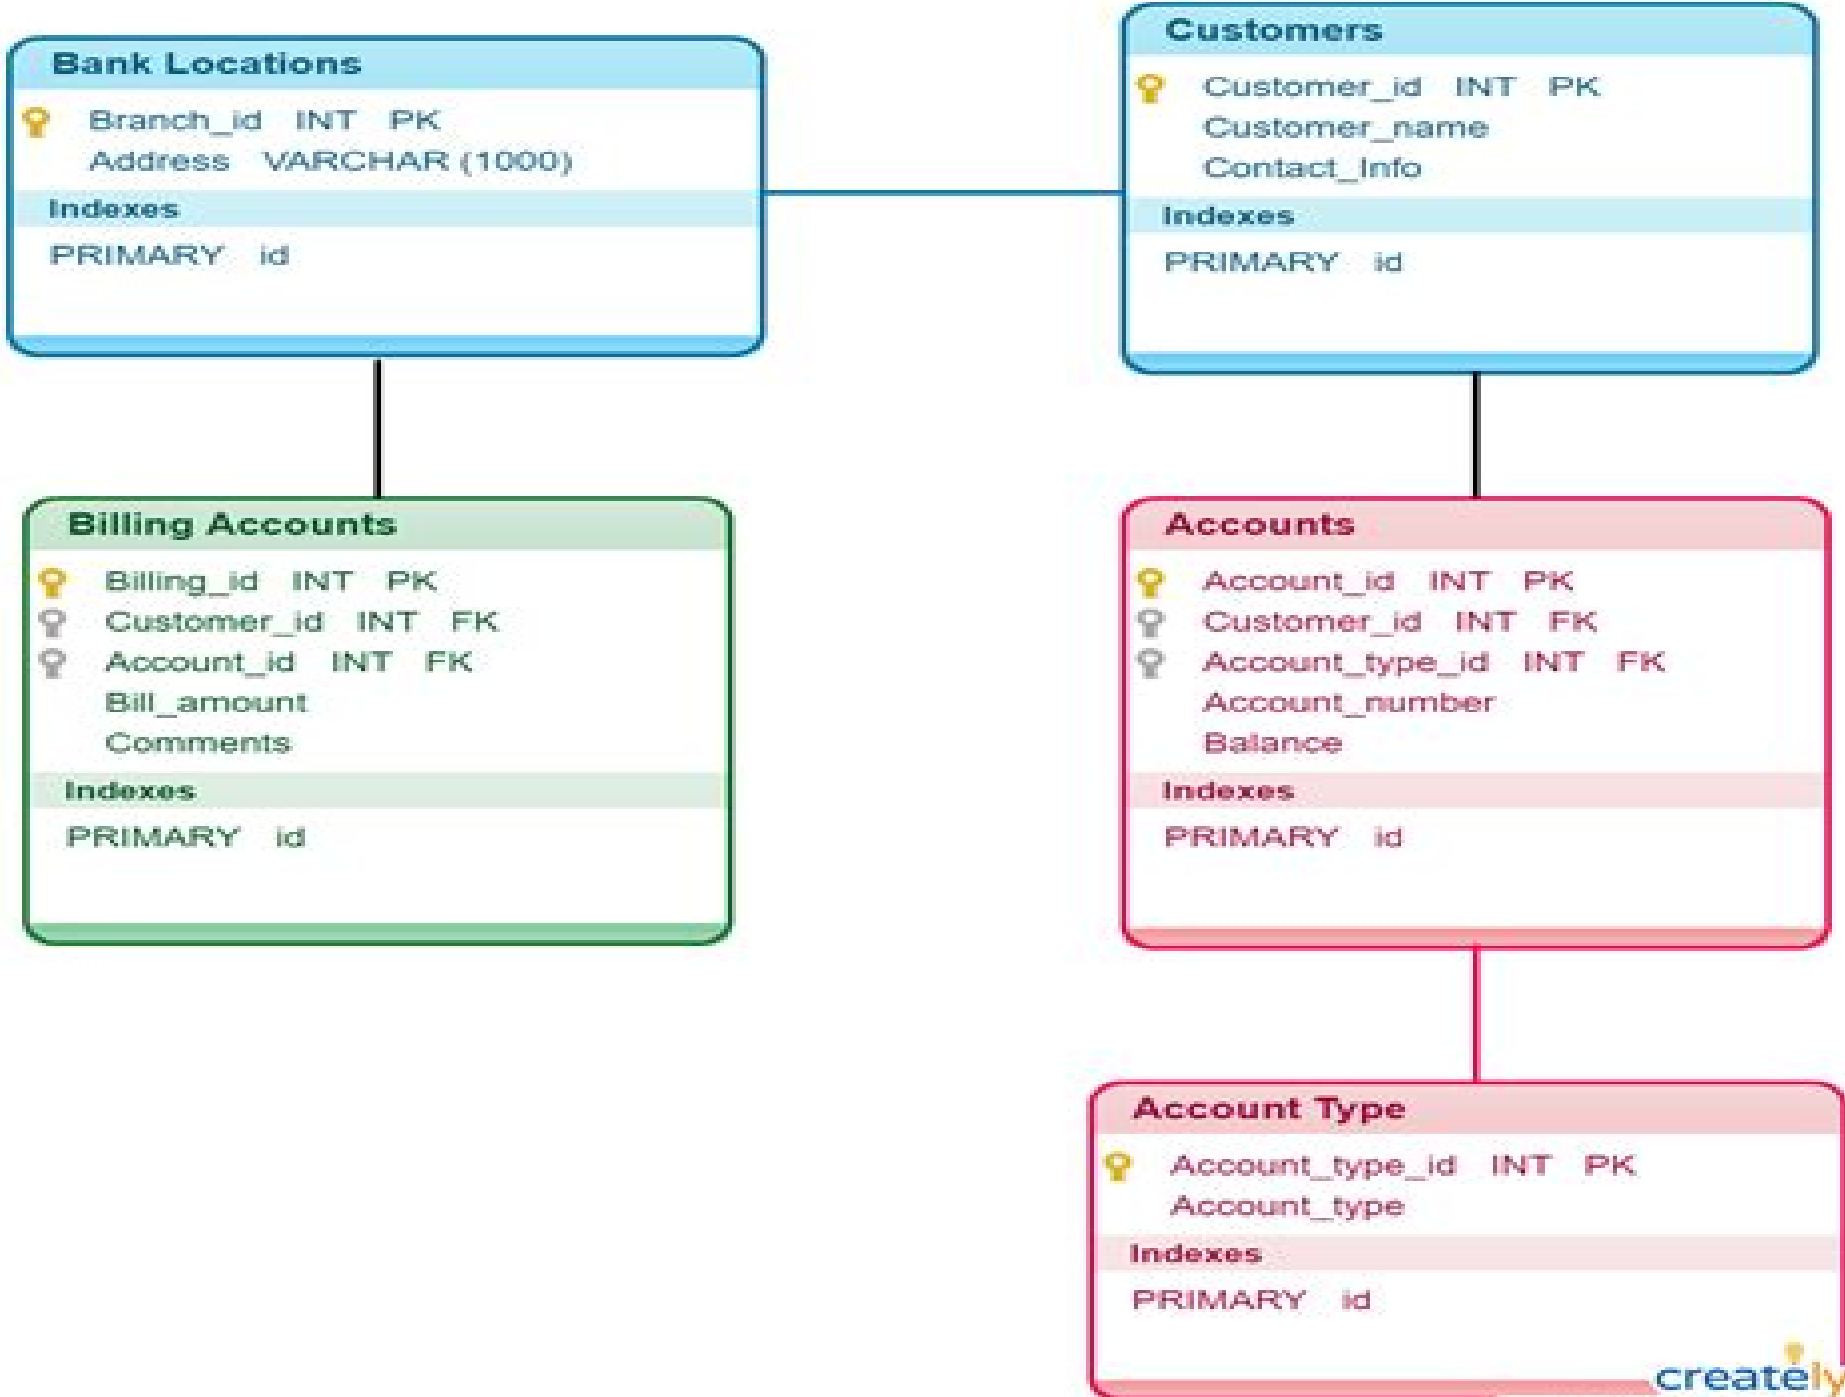 Bank Locations
Branch_id INT PK
Address VARCHAR (1000)
Indexes
PRIMARY id
Customers
Customer_id INT PK
Customer_name
Contact_Info
Indexes
PRIMARY id
Billing Accounts
Billing_id INT PK
Customer_id INT FK
Account_id INT FK
Bill_amount
Comments
Indexes
PRIMARY id
Accounts
Account_id INT PK
Customer_id INT FK
Account_type_id INT FK
Account_number
Balance
Indexes
PRIMARY id
Account Type
Account_type_id INT PK
Account_type
Indexes
PRIMARY id
creately